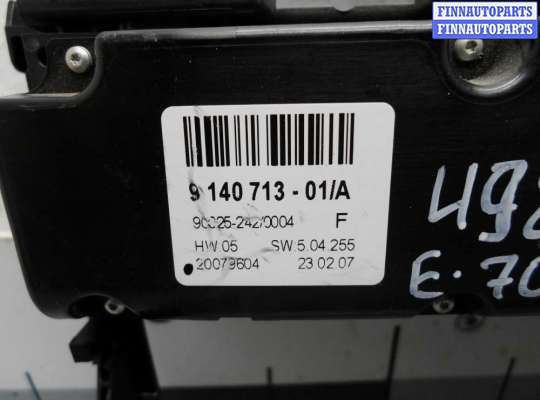 FINNAUTOPARTS
FINNAUTOPARTS
9 140 713 - 01/A
90025-242/0004 F
HW 05 SW 5.04.255
20079604 23.02.07
E·70